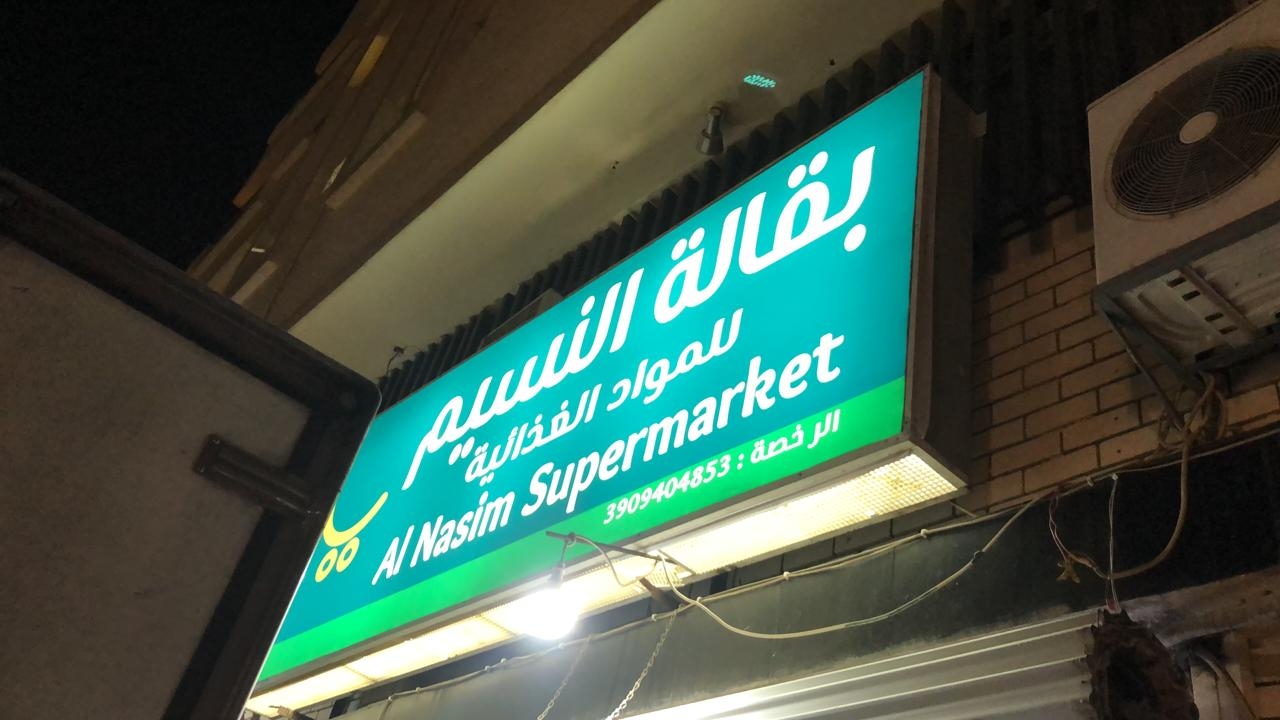 بقالة النسيم
للمواد الغذائية
Al Nasim Supermarket
الرخصة : 3909404853